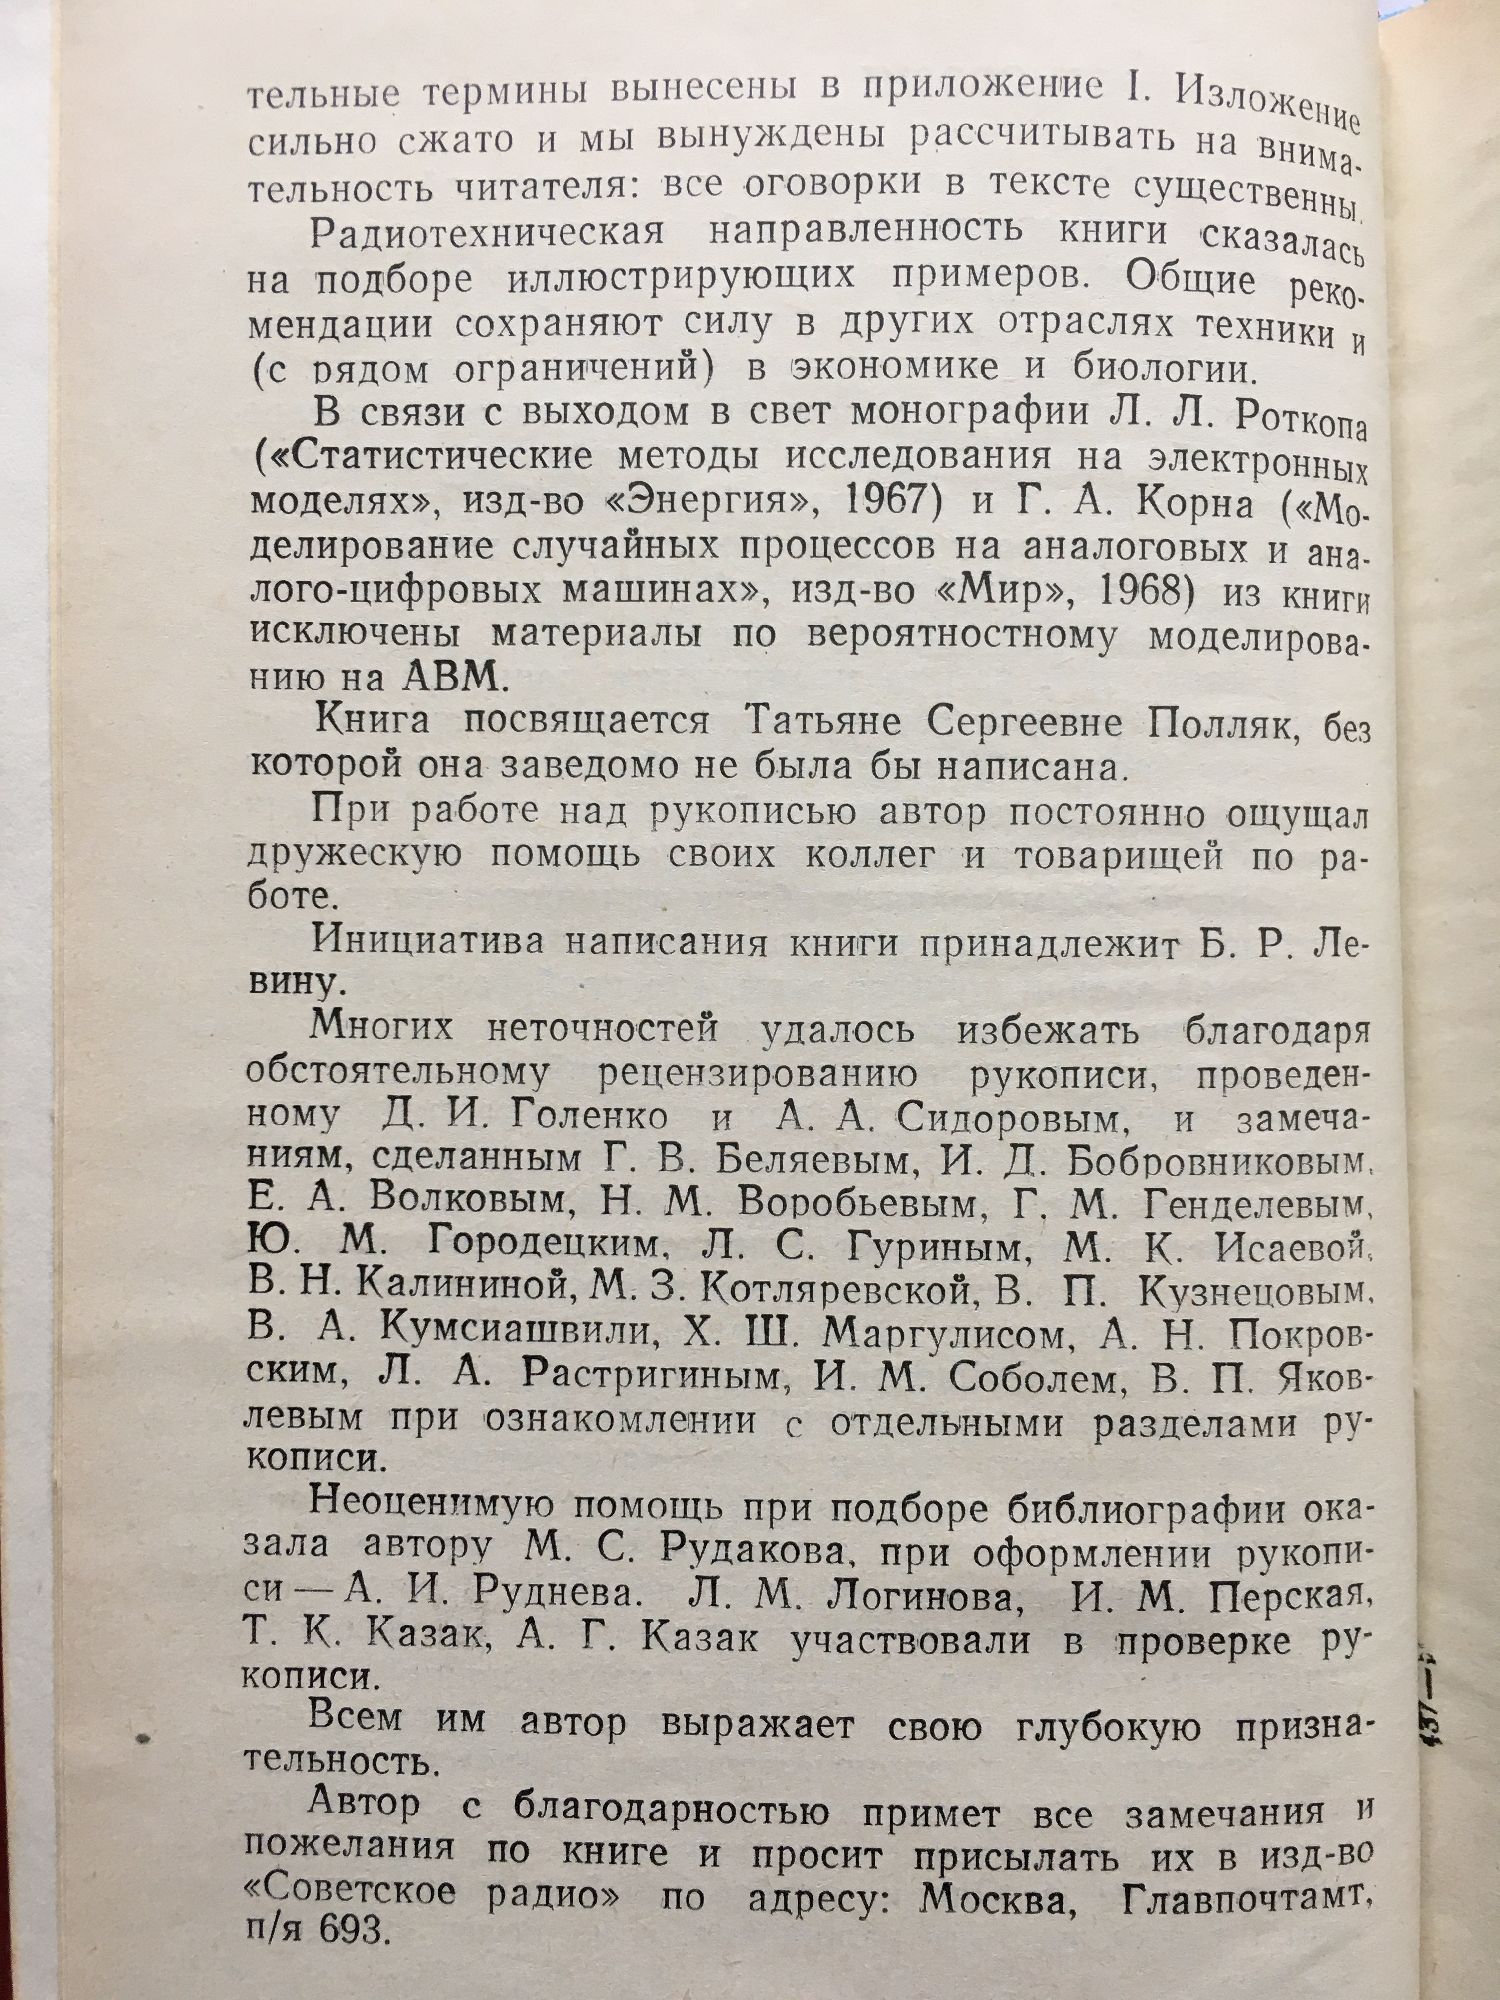 тельные термины вынесены в приложение I. Изложение
сильно сжато и мы вынуждены рассчитывать на внима-
тельность читателя: все оговорки в тексте существенны.
Радиотехническая направленность книги сказалась
на подборе иллюстрирующих примеров. Общие реко-
мендации сохраняют силу в других отраслях техники и
(с рядом ограничений) в экономике и биологии.
В связи с выходом в свет монографии Л. Л. Роткопа
(«Статистические методы исследования на электронных
моделях», изд-во «Энергия», 1967) и Г. А. Корна («Мо-
делирование случайных процессов на аналоговых и ана-
лого-цифровых машинах», изд-во «Мир», 1968) из книги
исключены материалы по вероятностному моделирова-
нию на АВМ.
Книга посвящается Татьяне Сергеевне Полляк, без
которой она заведомо не была бы написана.
При работе над рукописью автор постоянно ощущал
дружескую помощь своих коллег и товарищей по ра-
боте.
Инициатива написания книги принадлежит Б. Р. Ле-
вину.
Многих неточностей удалось избежать благодаря
обстоятельному рецензированию рукописи, проведен-
ному Д. И. Голенко и А. А. Сидоровым, и замеча-
ниям, сделанным Г. В. Беляевым, И. Д. Бобровниковым,
Е. А. Волковым, Н. М. Воробьевым, Г. М. Генделевым,
Ю. М. Городецким, Л. С. Гуриным, М. К. Исаевой,
В. Н. Калининой, М. З. Котляревской, В. П. Кузнецовым,
В. А. Кумсиашвили, Х. Ш. Маргулисом, А. Н. Покров-
ским, Л. А. Растригиным, И. М. Соболем, В. П. Яков-
левым при ознакомлении с отдельными разделами ру-
кописи.
Неоценимую помощь при подборе библиографии ока-
зала автору М. С. Рудакова, при оформлении рукопи-
си — А. И. Руднева. Л. М. Логинова, И. М. Перская,
Т. К. Казак, А. Г. Казак участвовали в проверке ру-
кописи.
Всем им автор выражает свою глубокую призна-
тельность.
Автор с благодарностью примет все замечания и
пожелания по книге и просит присылать их в изд-во
«Советское радио» по адресу: Москва, Главпочтамт,
п/я 693.